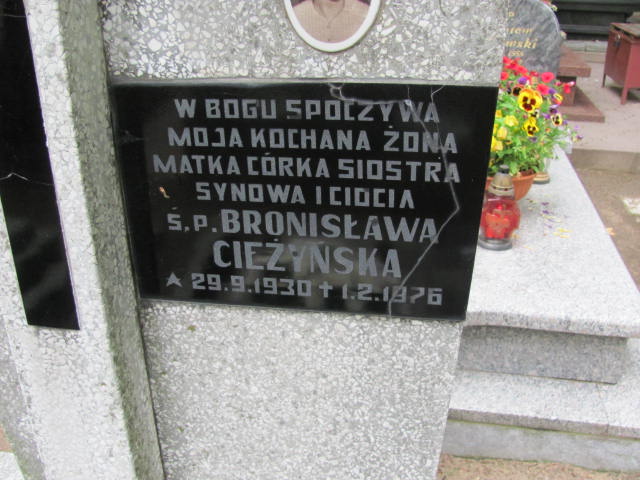 W BOGU SPOCZYWA
MOJA KOCHANA ŻONA
MATKA CÓRKA SIOSTRA
SYNOWA I CIOCIA
Ś.P. BRONISŁAWA
CIEŻYŃSKA
★ 29.9.1930 ✝ 1.2.1976